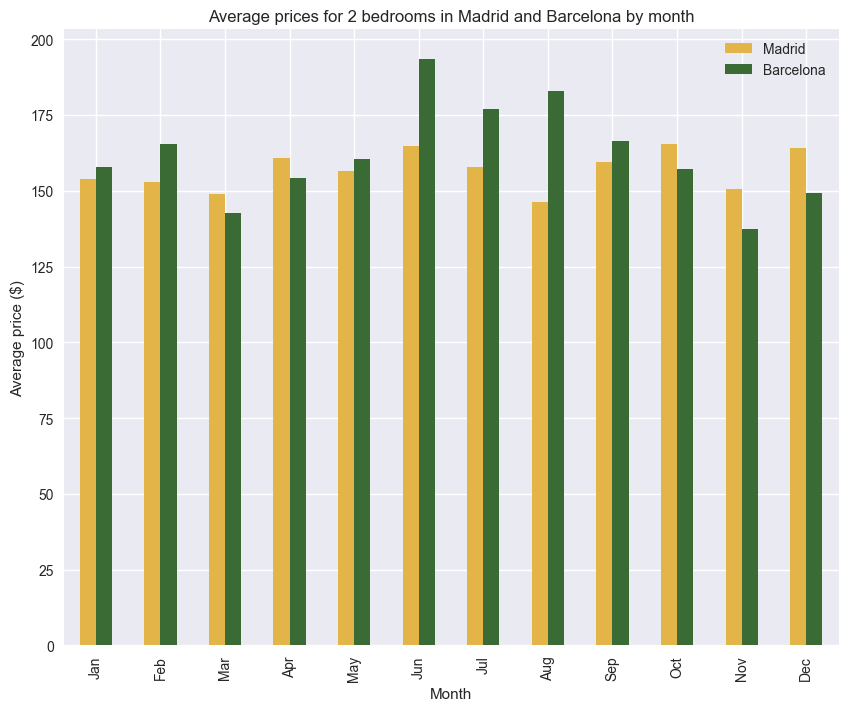 Average prices for 2 bedrooms in Madrid and Barcelona by month
Madrid
Barcelona
200
175
150
125
100
75
50
25
0
Average price ($)
Jan
Feb
Mar
Apr
May
Jun
Jul
Aug
Sep
Oct
Nov
Dec
Month